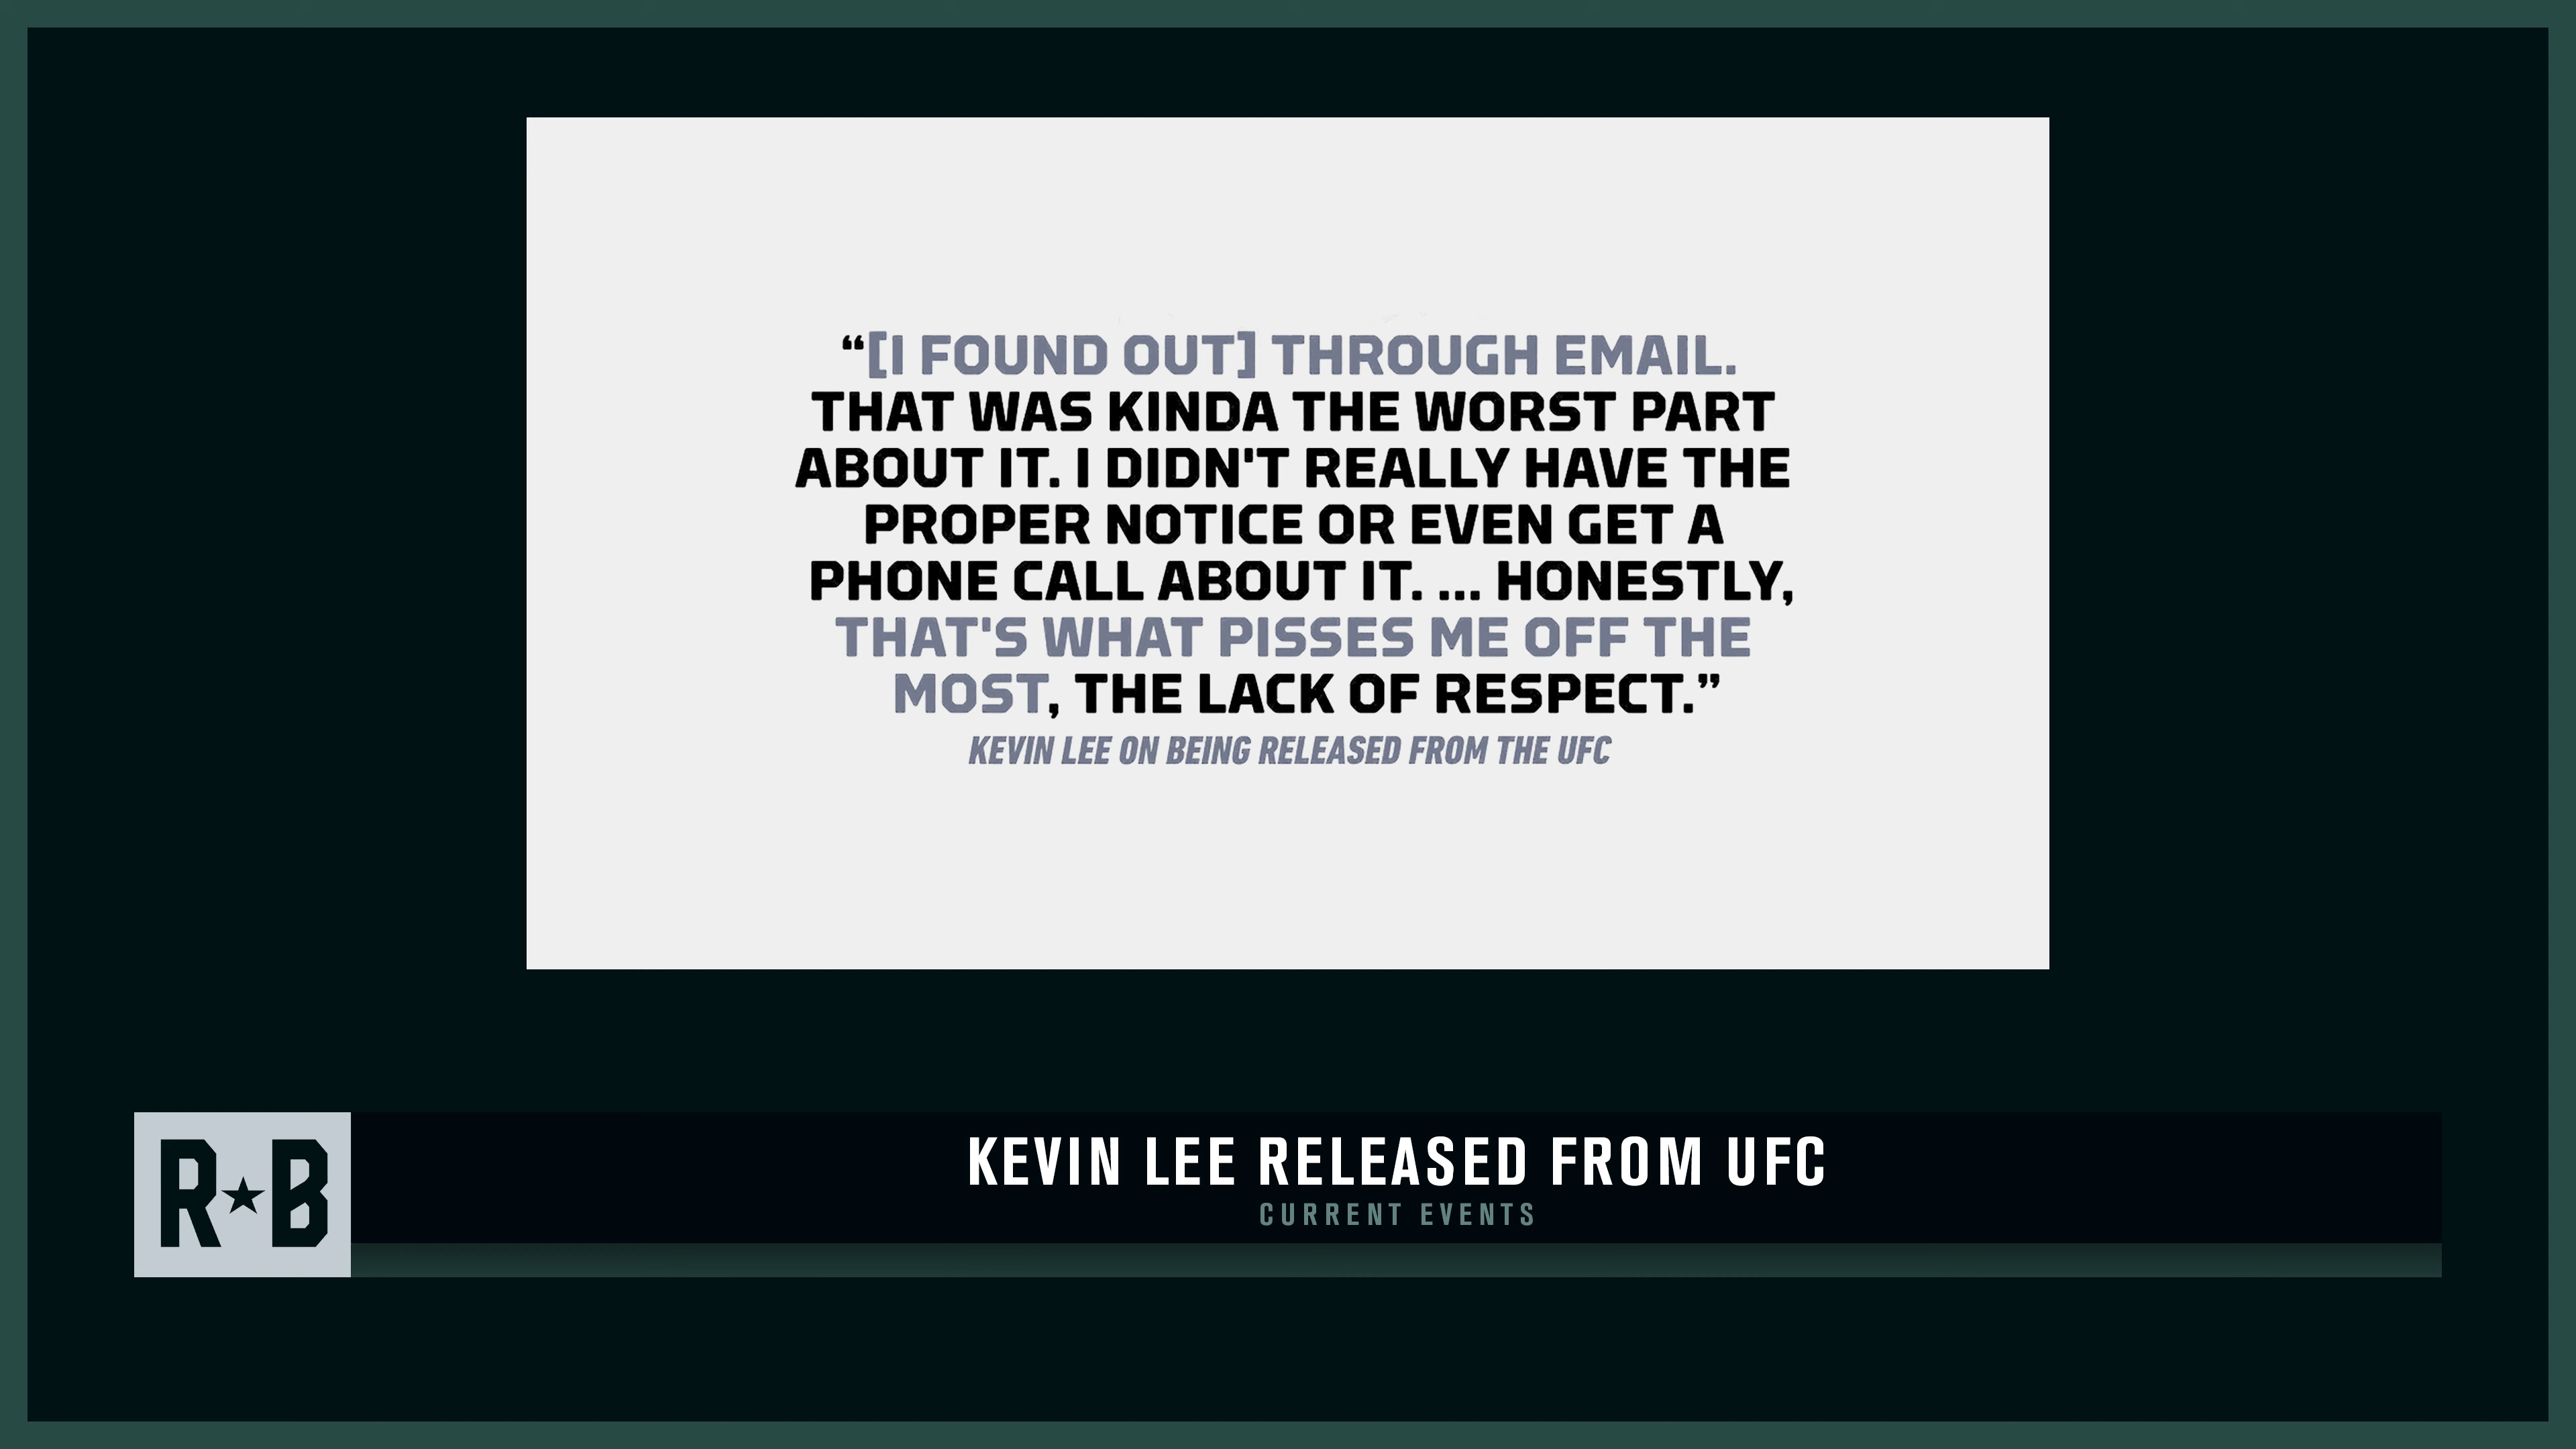 “[I FOUND OUT] THROUGH EMAIL.
THAT WAS KINDA THE WORST PART
ABOUT IT. I DIDN'T REALLY HAVE THE
PROPER NOTICE OR EVEN GET A
PHONE CALL ABOUT IT. ... HONESTLY,
THAT'S WHAT PISSES ME OFF THE
MOST, THE LACK OF RESPECT.”
KEVIN LEE ON BEING RELEASED FROM THE UFC
R★B
KEVIN LEE RELEASED FROM UFC
CURRENT EVENTS